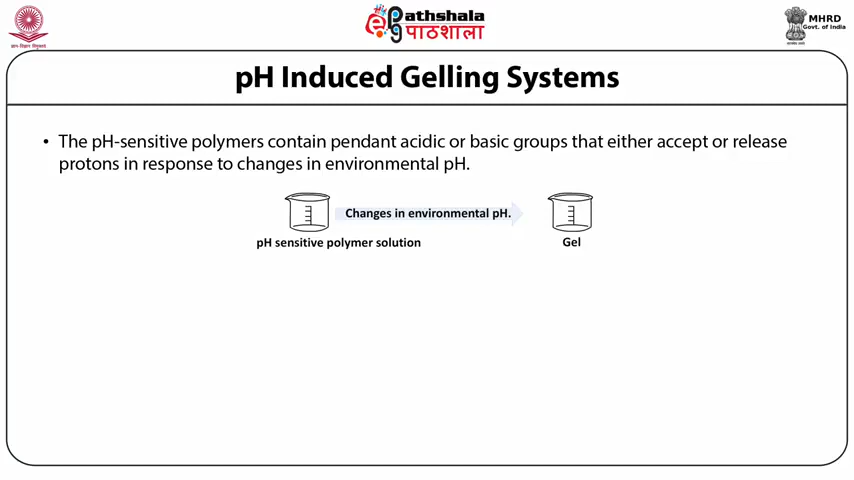 Pathshala
पाठशाला
MHRD
Govt. of India
pH Induced Gelling Systems
• The pH-sensitive polymers contain pendant acidic or basic groups that either accept or release
protons in response to changes in environmental pH.
Changes in environmental pH.
pH sensitive polymer solution
Gel